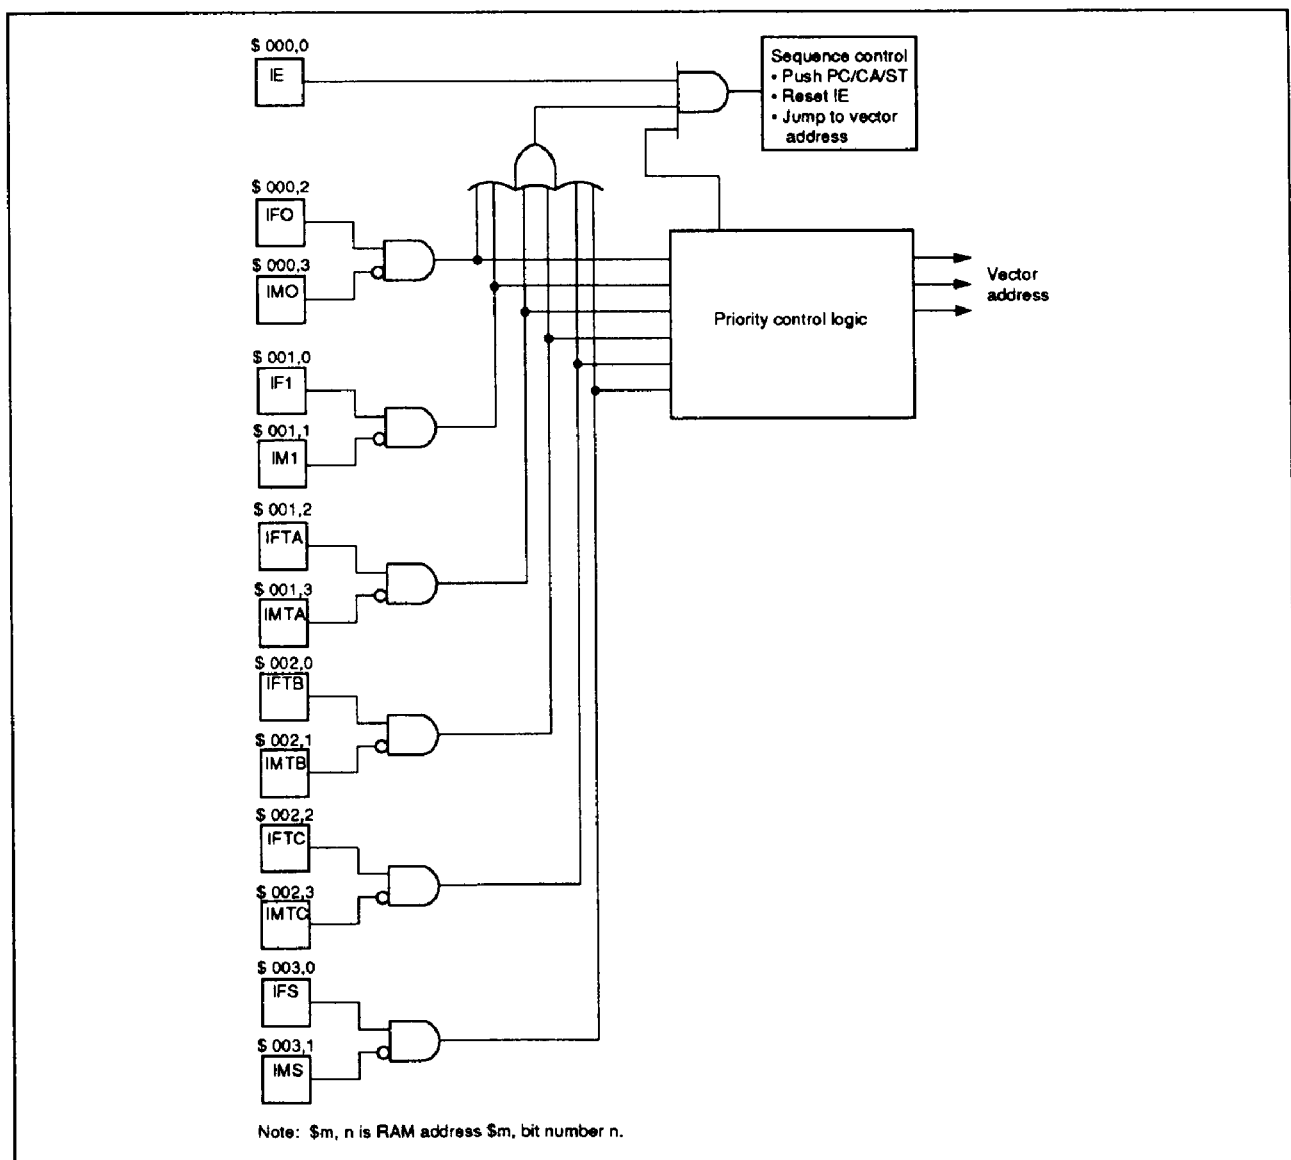 $ 000,0
IE
Sequence control
• Push PC/CA/ST
• Reset IE
• Jump to vector
address
$ 000,2
IFO
$ 000,3
IMO
Priority control logic
Vector
address
$ 001,0
IF1
$ 001,1
IM1
$ 001,2
IFTA
$ 001,3
IMTA
$ 002,0
IFTB
$ 002,1
IMTB
$ 002,2
IFTC
$ 002,3
IMTC
$ 003,0
IFS
$ 003,1
IMS
Note: $m, n is RAM address $m, bit number n.